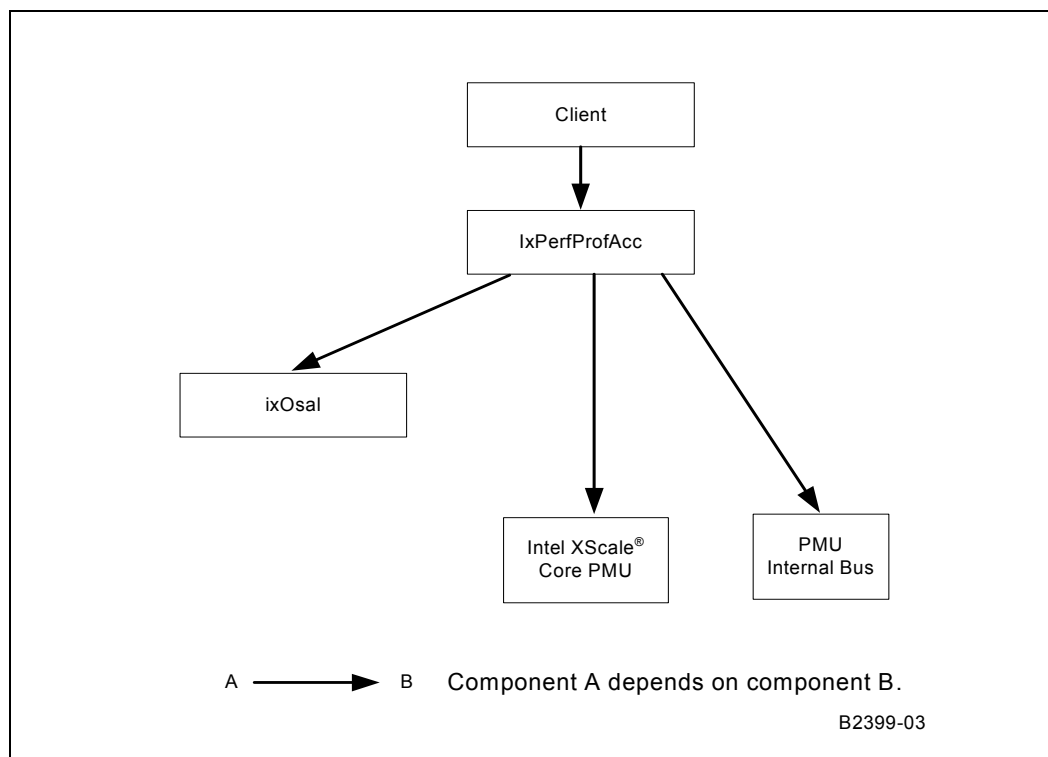 Client
IxPerfProfAcc
ixOsal
Intel XScale®
Core PMU
PMU
Internal Bus
A B Component A depends on component B.
B2399-03